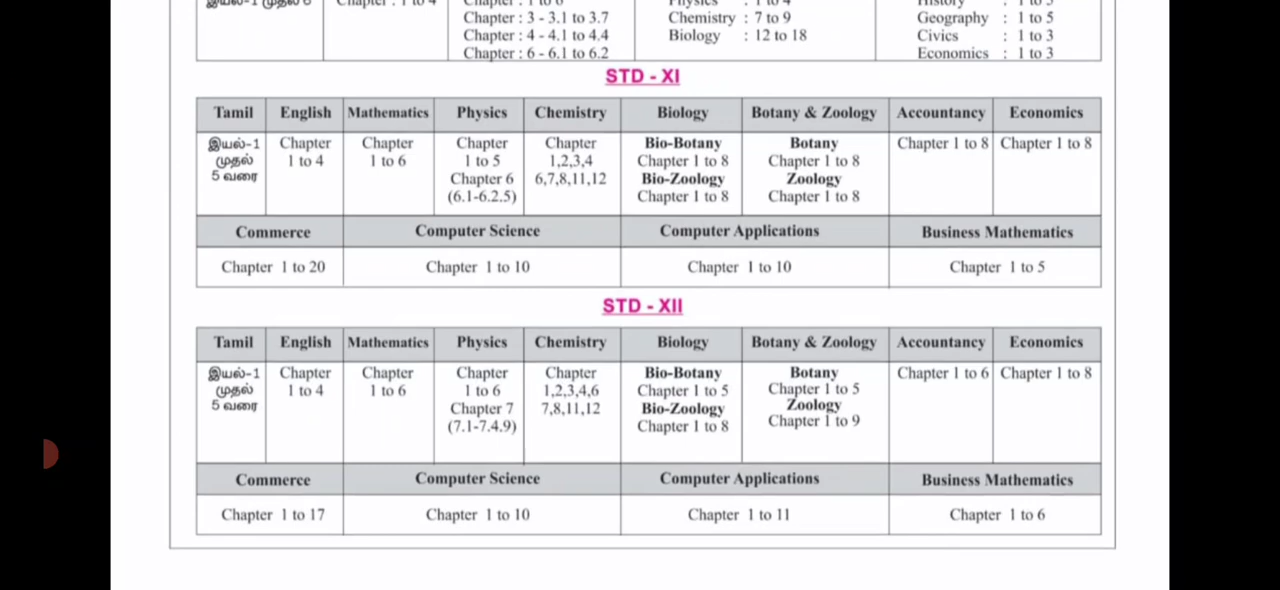 Chapter : 1 to 4
Chapter : 3 - 3.1 to 3.7
Chapter : 4 - 4.1 to 4.4
Chapter : 6 - 6.1 to 6.2
Physics : 1 to 4
Chemistry : 7 to 9
Biology : 12 to 18
History : 1 to 5
Geography : 1 to 5
Civics : 1 to 3
Economics : 1 to 3
STD - XI
Tamil English Mathematics Physics Chemistry Biology Botany & Zoology Accountancy Economics
இயல்-1
முதல்
5 வரை
Chapter
1 to 4
Chapter
1 to 6
Chapter
1 to 5
Chapter 6
(6.1-6.2.5)
Chapter
1,2,3,4
6,7,8,11,12
Bio-Botany
Chapter 1 to 8
Bio-Zoology
Chapter 1 to 8
Botany
Chapter 1 to 8
Zoology
Chapter 1 to 8
Chapter 1 to 8
Chapter 1 to 8
Commerce Computer Science Computer Applications Business Mathematics
Chapter 1 to 20 Chapter 1 to 10 Chapter 1 to 10 Chapter 1 to 5
STD - XII
Tamil English Mathematics Physics Chemistry Biology Botany & Zoology Accountancy Economics
இயல்-1
முதல்
5 வரை
Chapter
1 to 4
Chapter
1 to 6
Chapter
1 to 6
Chapter 7
(7.1-7.4.9)
Chapter
1,2,3,4,6
7,8,11,12
Bio-Botany
Chapter 1 to 5
Bio-Zoology
Chapter 1 to 8
Botany
Chapter 1 to 5
Zoology
Chapter 1 to 9
Chapter 1 to 6
Chapter 1 to 8
Commerce Computer Science Computer Applications Business Mathematics
Chapter 1 to 17 Chapter 1 to 10 Chapter 1 to 11 Chapter 1 to 6